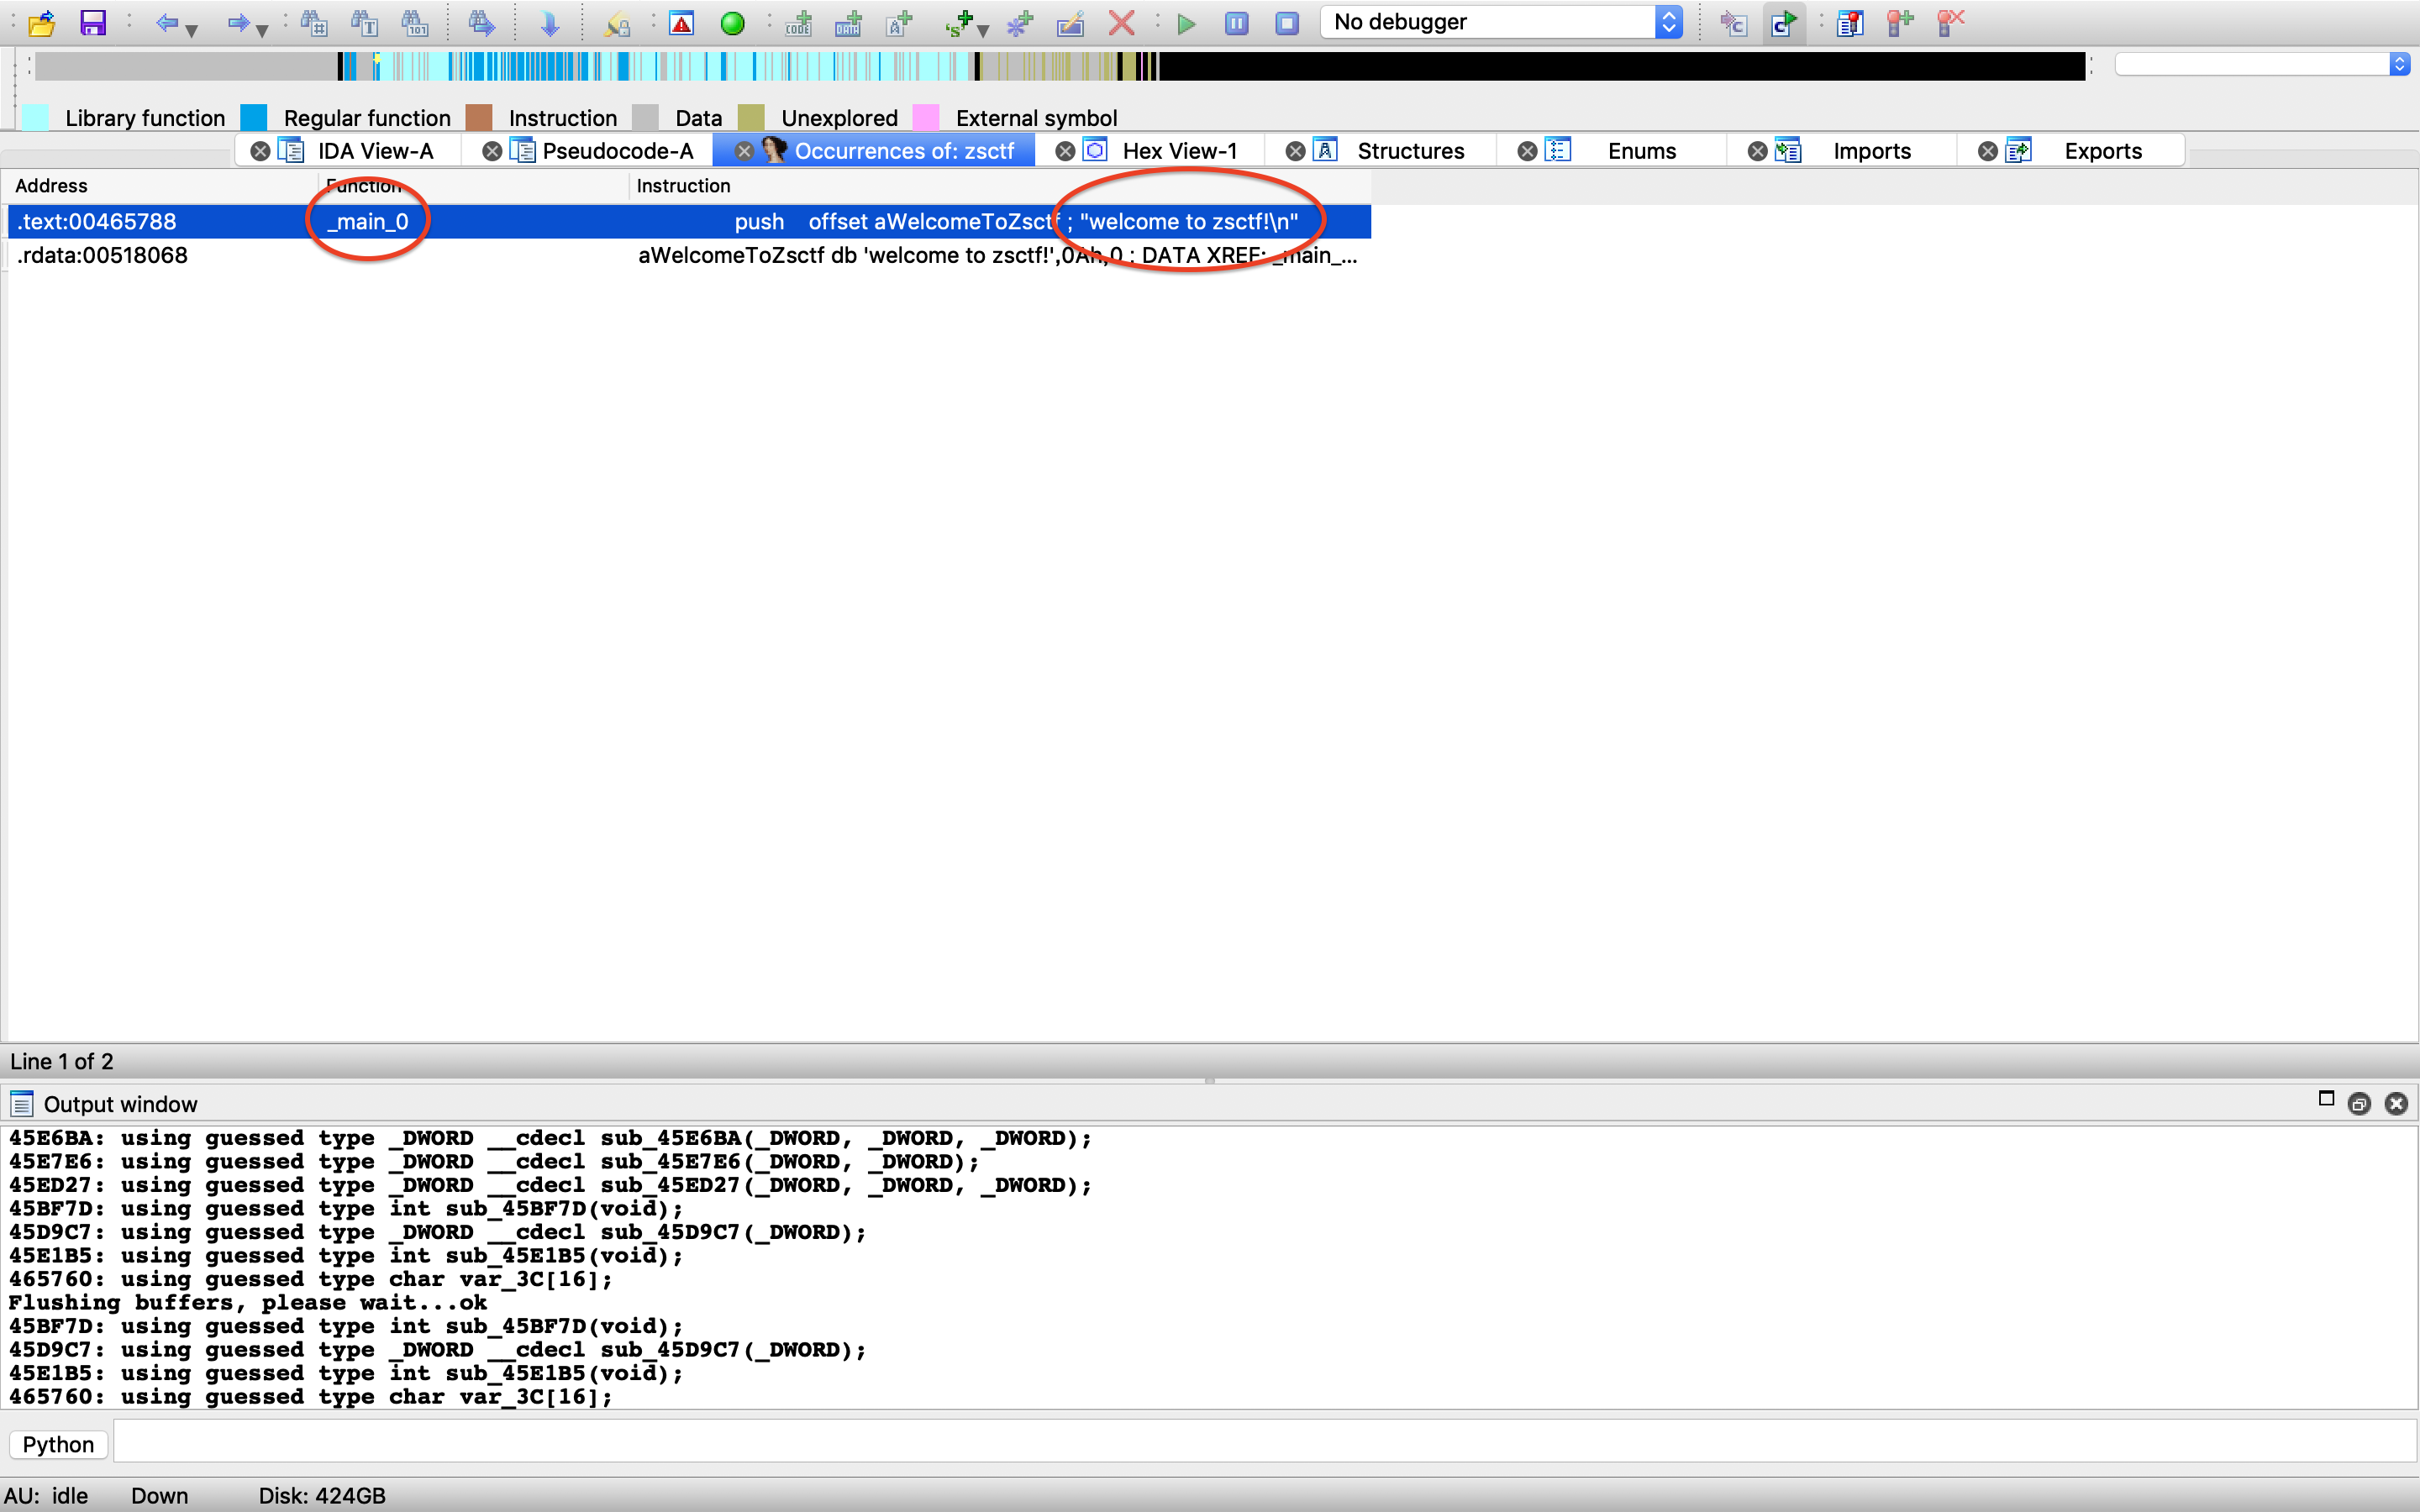 No debugger
Library function Regular function Instruction Data Unexplored External symbol
IDA View-A Pseudocode-A Occurrences of: zsctf Hex View-1 Structures Enums Imports Exports
Address Function Instruction
.text:00465788 _main_0 push offset aWelcomeToZsctf ; "welcome to zsctf!\n"
.rdata:00518068 aWelcomeToZsctf db 'welcome to zsctf!',0Ah,0 ; DATA XREF: _main_...
Line 1 of 2
Output window
45E6BA: using guessed type _DWORD __cdecl sub_45E6BA(_DWORD, _DWORD, _DWORD);
45E7E6: using guessed type _DWORD __cdecl sub_45E7E6(_DWORD, _DWORD);
45ED27: using guessed type _DWORD __cdecl sub_45ED27(_DWORD, _DWORD, _DWORD);
45BF7D: using guessed type int sub_45BF7D(void);
45D9C7: using guessed type _DWORD __cdecl sub_45D9C7(_DWORD);
45E1B5: using guessed type int sub_45E1B5(void);
465760: using guessed type char var_3C[16];
Flushing buffers, please wait...ok
45BF7D: using guessed type int sub_45BF7D(void);
45D9C7: using guessed type _DWORD __cdecl sub_45D9C7(_DWORD);
45E1B5: using guessed type int sub_45E1B5(void);
465760: using guessed type char var_3C[16];
Python
AU: idle Down Disk: 424GB